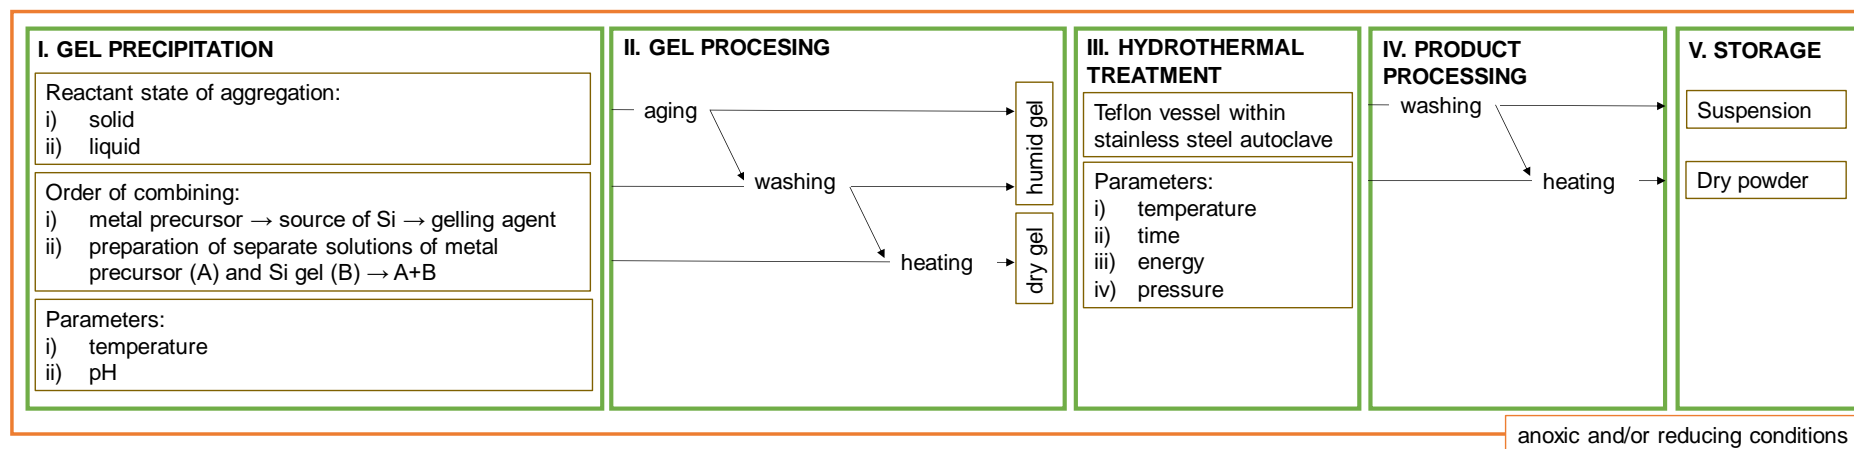 I. GEL PRECIPITATION
Reactant state of aggregation:
i) solid
ii) liquid
Order of combining:
i) metal precursor → source of Si → gelling agent
ii) preparation of separate solutions of metal
precursor (A) and Si gel (B) → A+B
Parameters:
i) temperature
ii) pH
II. GEL PROCESING
aging
washing
heating
humid gel
dry gel
III. HYDROTHERMAL
TREATMENT
Teflon vessel within
stainless steel autoclave
Parameters:
i) temperature
ii) time
iii) energy
iv) pressure
IV. PRODUCT
PROCESSING
washing
heating
V. STORAGE
Suspension
Dry powder
anoxic and/or reducing conditions